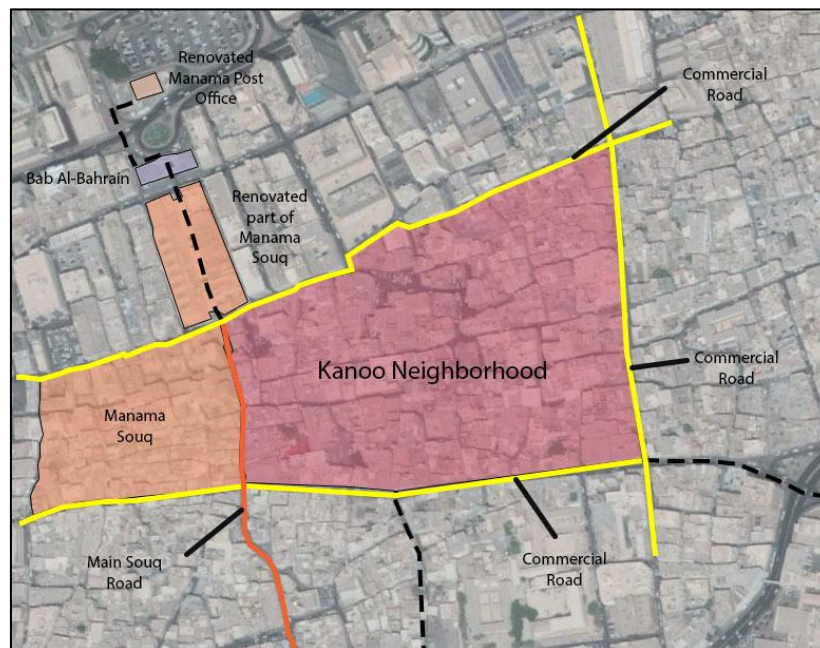 Renovated
Manama Post
Office
Commercial
Road
Bab Al-Bahrain
Renovated
part of
Manama
Souq
Kanoo Neighborhood
Commercial
Road
Manama
Souq
Main Souq
Road
Commercial
Road